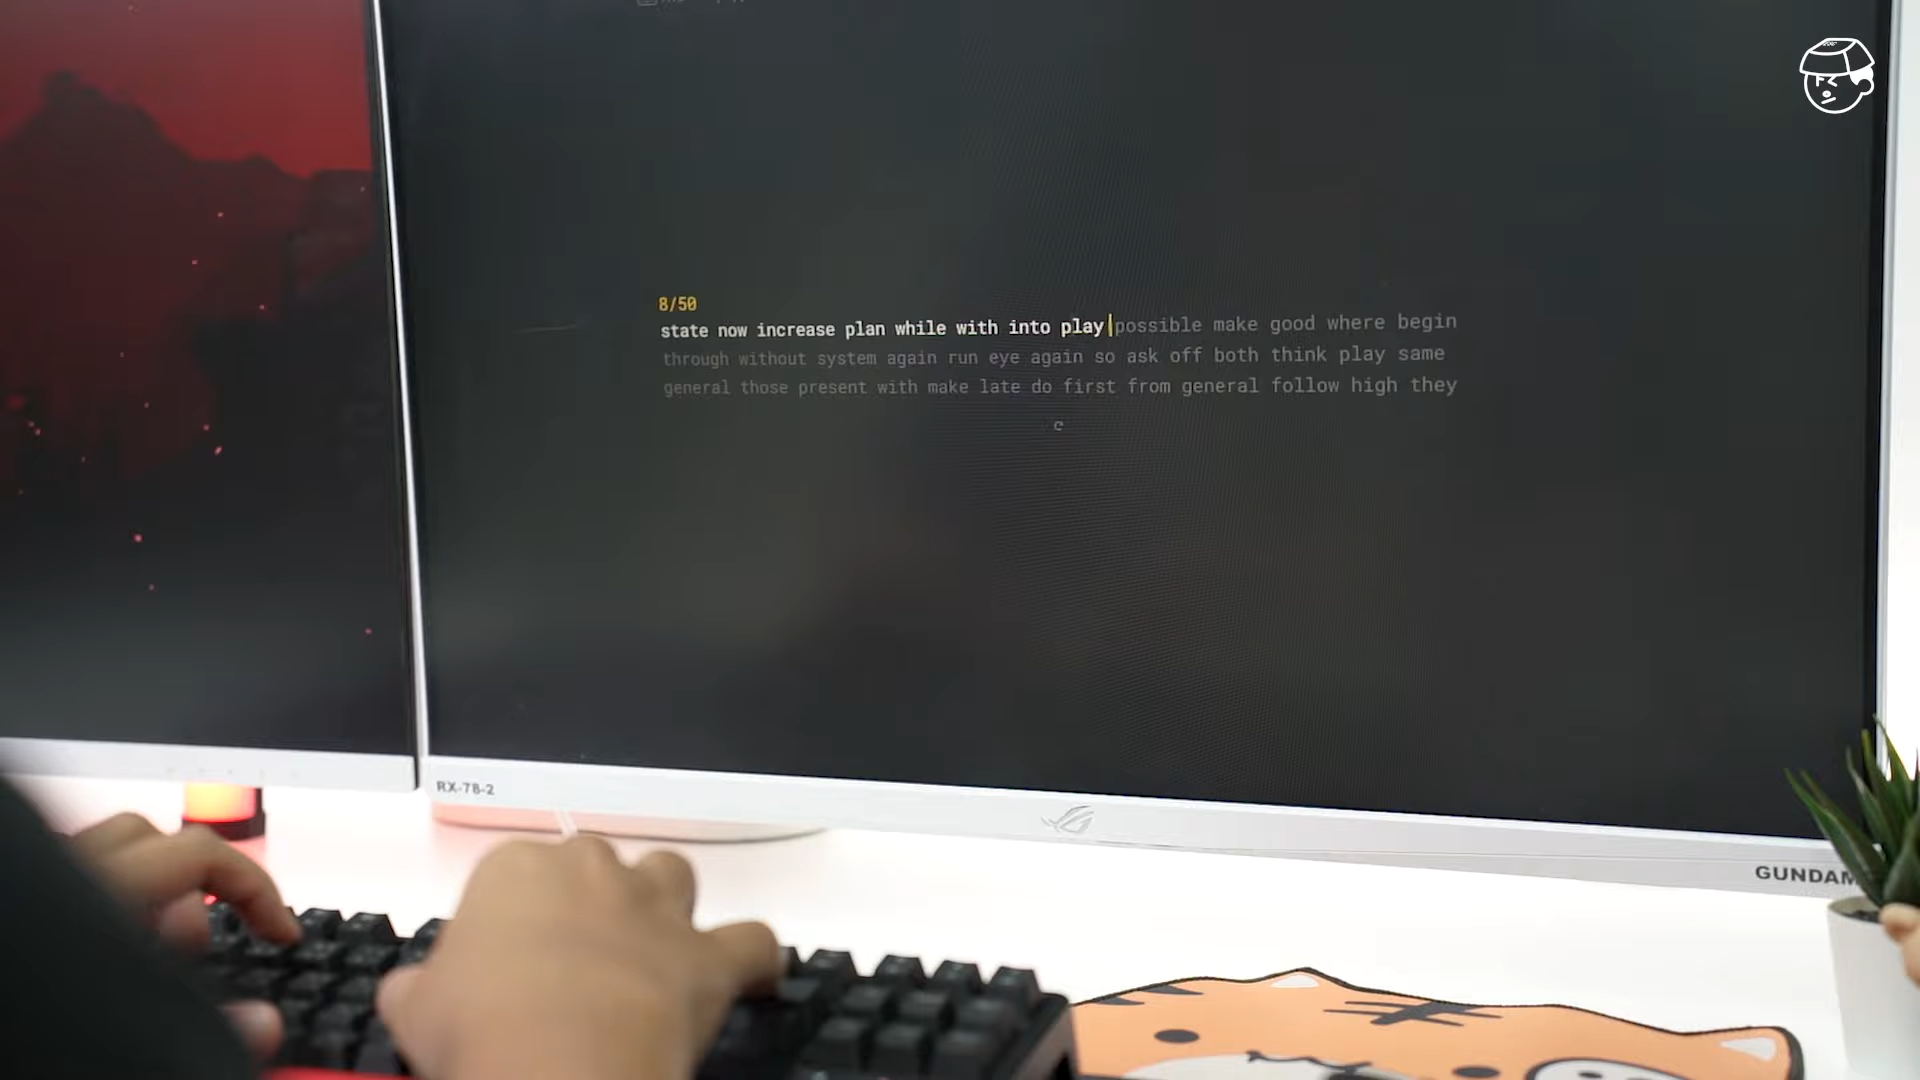 8/50
state now increase plan while with into play possible make good where begin
through without system again run eye again so ask off both think play same
general those present with make late do first from general follow high they
RX-78-2
GUNDAM